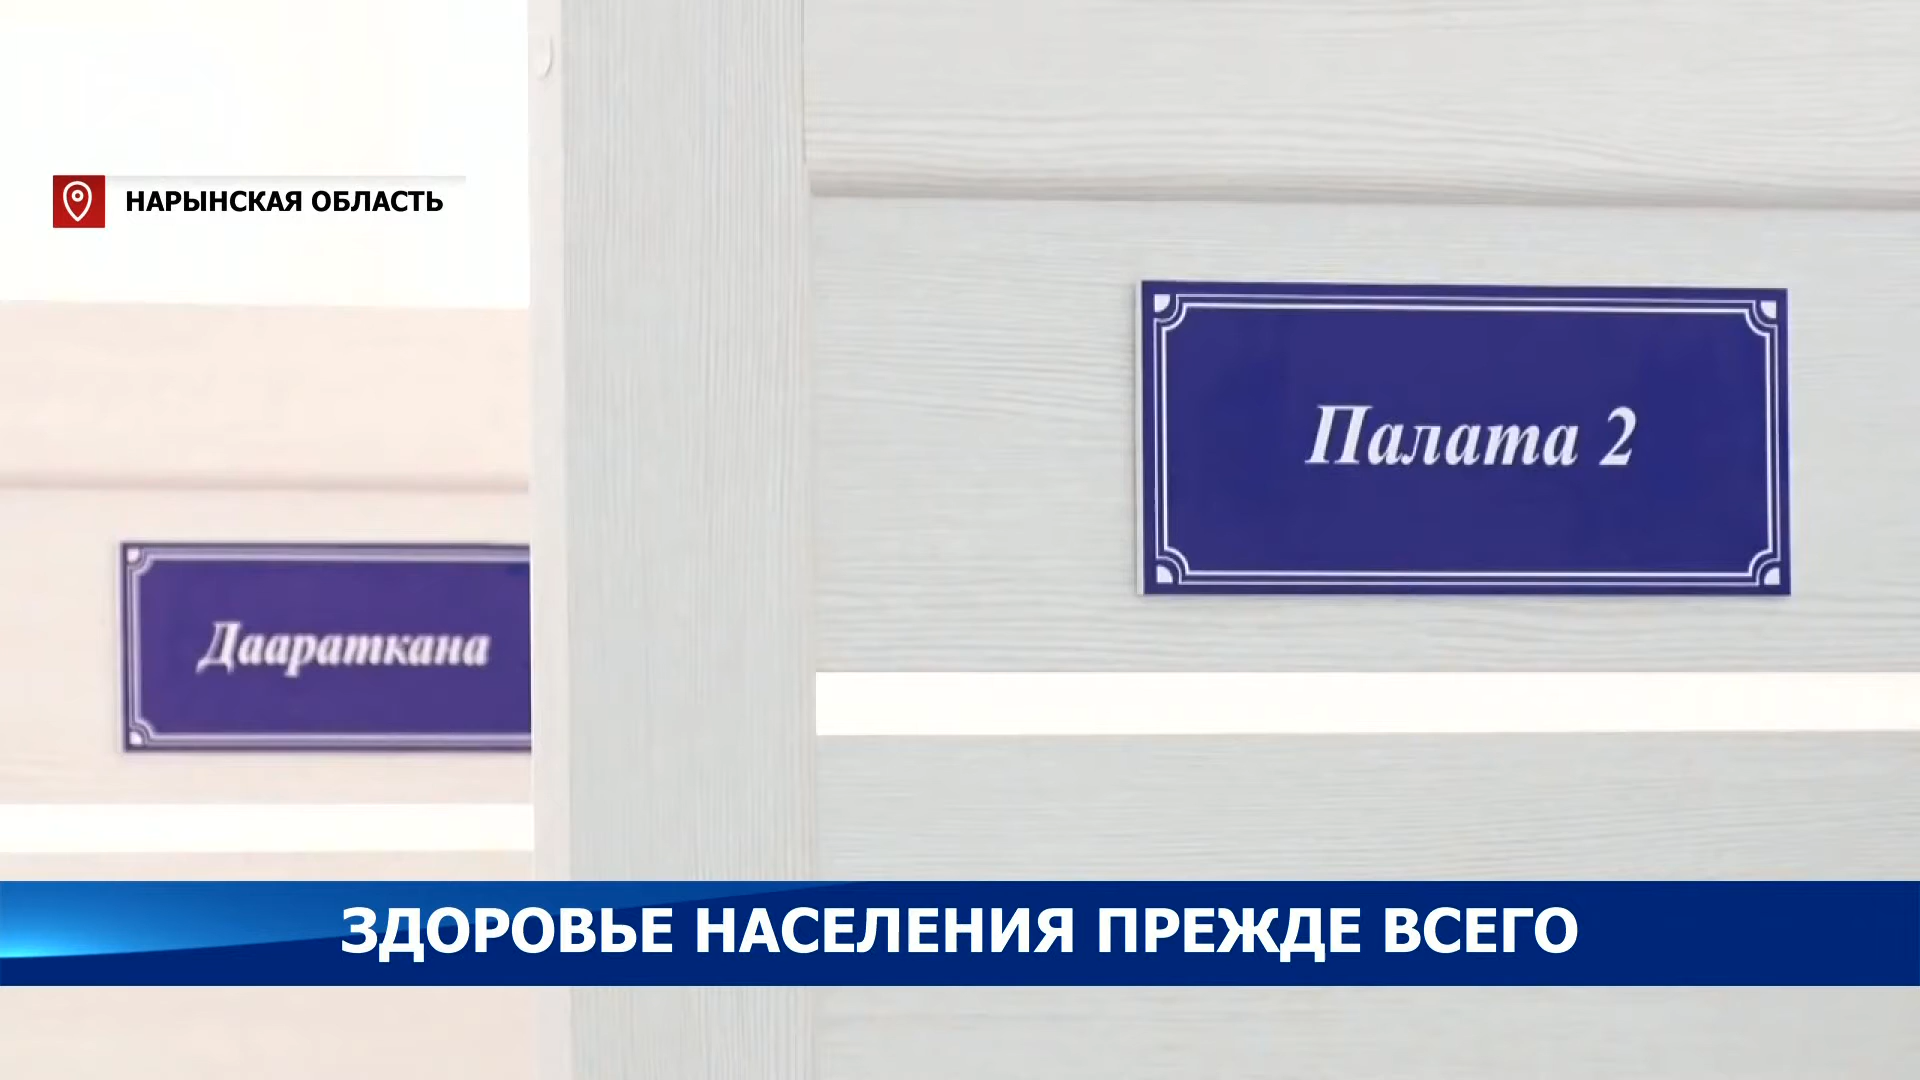 НАРЫНСКАЯ ОБЛАСТЬ
Палата 2
Даараткана
ЗДОРОВЬЕ НАСЕЛЕНИЯ ПРЕЖДЕ ВСЕГО